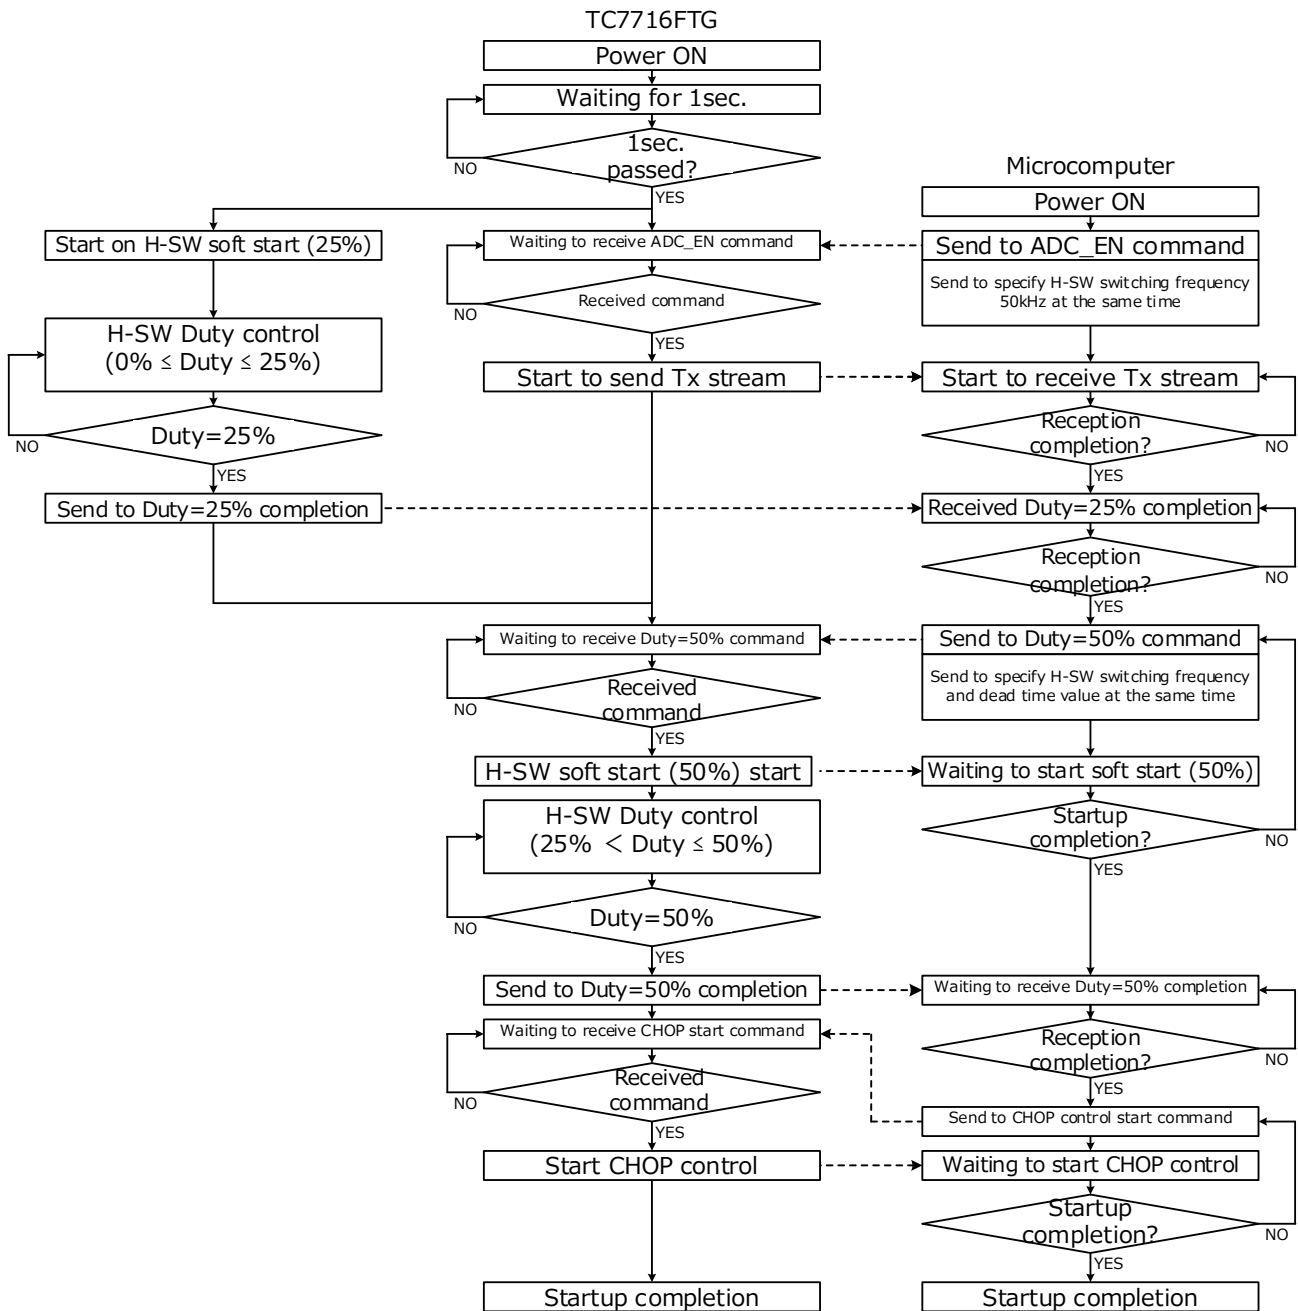 TC7716FTG
Power ON
Waiting for 1sec.
1sec.
passed?
NO
YES
Microcomputer
Power ON
Start on H-SW soft start (25%)
Waiting to receive ADC_EN command
Send to ADC_EN command
Send to specify H-SW switching frequency
50kHz at the same time
Received command
NO
YES
H-SW Duty control
(0% ≤ Duty ≤ 25%)
Start to send Tx stream
Start to receive Tx stream
Duty=25%
NO
YES
Reception
completion?
NO
YES
Send to Duty=25% completion
Received Duty=25% completion
Reception
completion?
NO
YES
Waiting to receive Duty=50% command
Send to Duty=50% command
Send to specify H-SW switching frequency
and dead time value at the same time
Received
command
NO
YES
H-SW soft start (50%) start
Waiting to start soft start (50%)
H-SW Duty control
(25% < Duty ≤ 50%)
Startup
completion?
NO
YES
Duty=50%
NO
YES
Send to Duty=50% completion
Waiting to receive Duty=50% completion
Waiting to receive CHOP start command
Reception
completion?
NO
YES
Received
command
NO
YES
Send to CHOP control start command
Start CHOP control
Waiting to start CHOP control
Startup
completion?
NO
YES
Startup completion
Startup completion